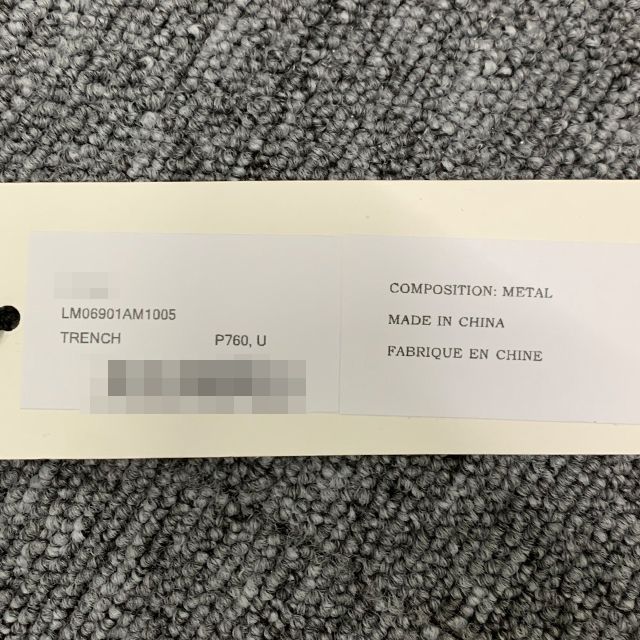 LM06901AM1005
TRENCH P760, U
COMPOSITION: METAL
MADE IN CHINA
FABRIQUE EN CHINE